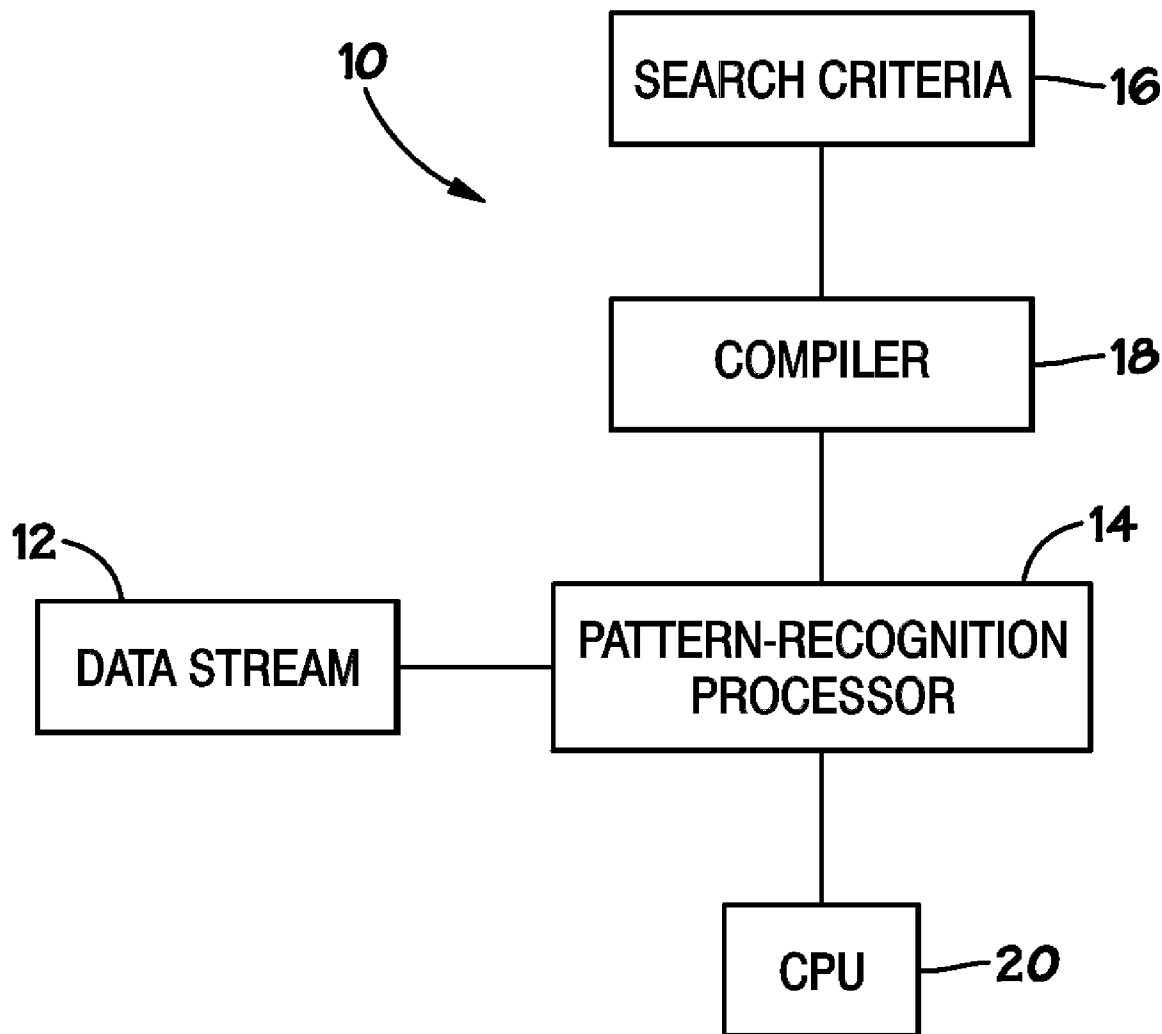 10
SEARCH CRITERIA
16
COMPILER
18
12
14
DATA STREAM
PATTERN-RECOGNITION
PROCESSOR
CPU
20